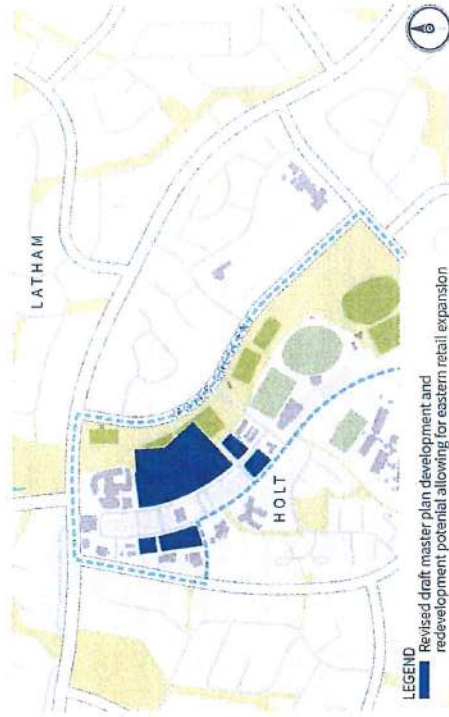 LATHAM
HOLT
LEGEND
Revised draft master plan development and
redevelopment potential allowing for eastern retail expansion